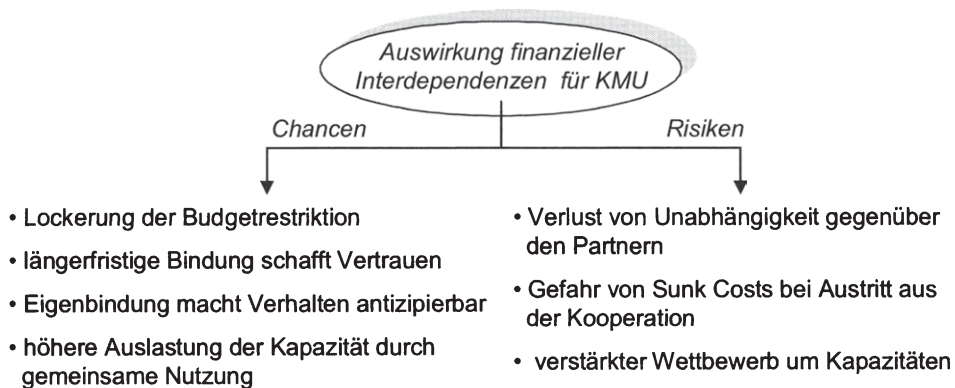 Auswirkung finanzieller
Interdependenzen für KMU
Chancen
Risiken
• Lockerung der Budgetrestriktion
• längerfristige Bindung schafft Vertrauen
• Eigenbindung macht Verhalten antizipierbar
• höhere Auslastung der Kapazität durch
gemeinsame Nutzung
• Verlust von Unabhängigkeit gegenüber
den Partnern
• Gefahr von Sunk Costs bei Austritt aus
der Kooperation
• verstärkter Wettbewerb um Kapazitäten